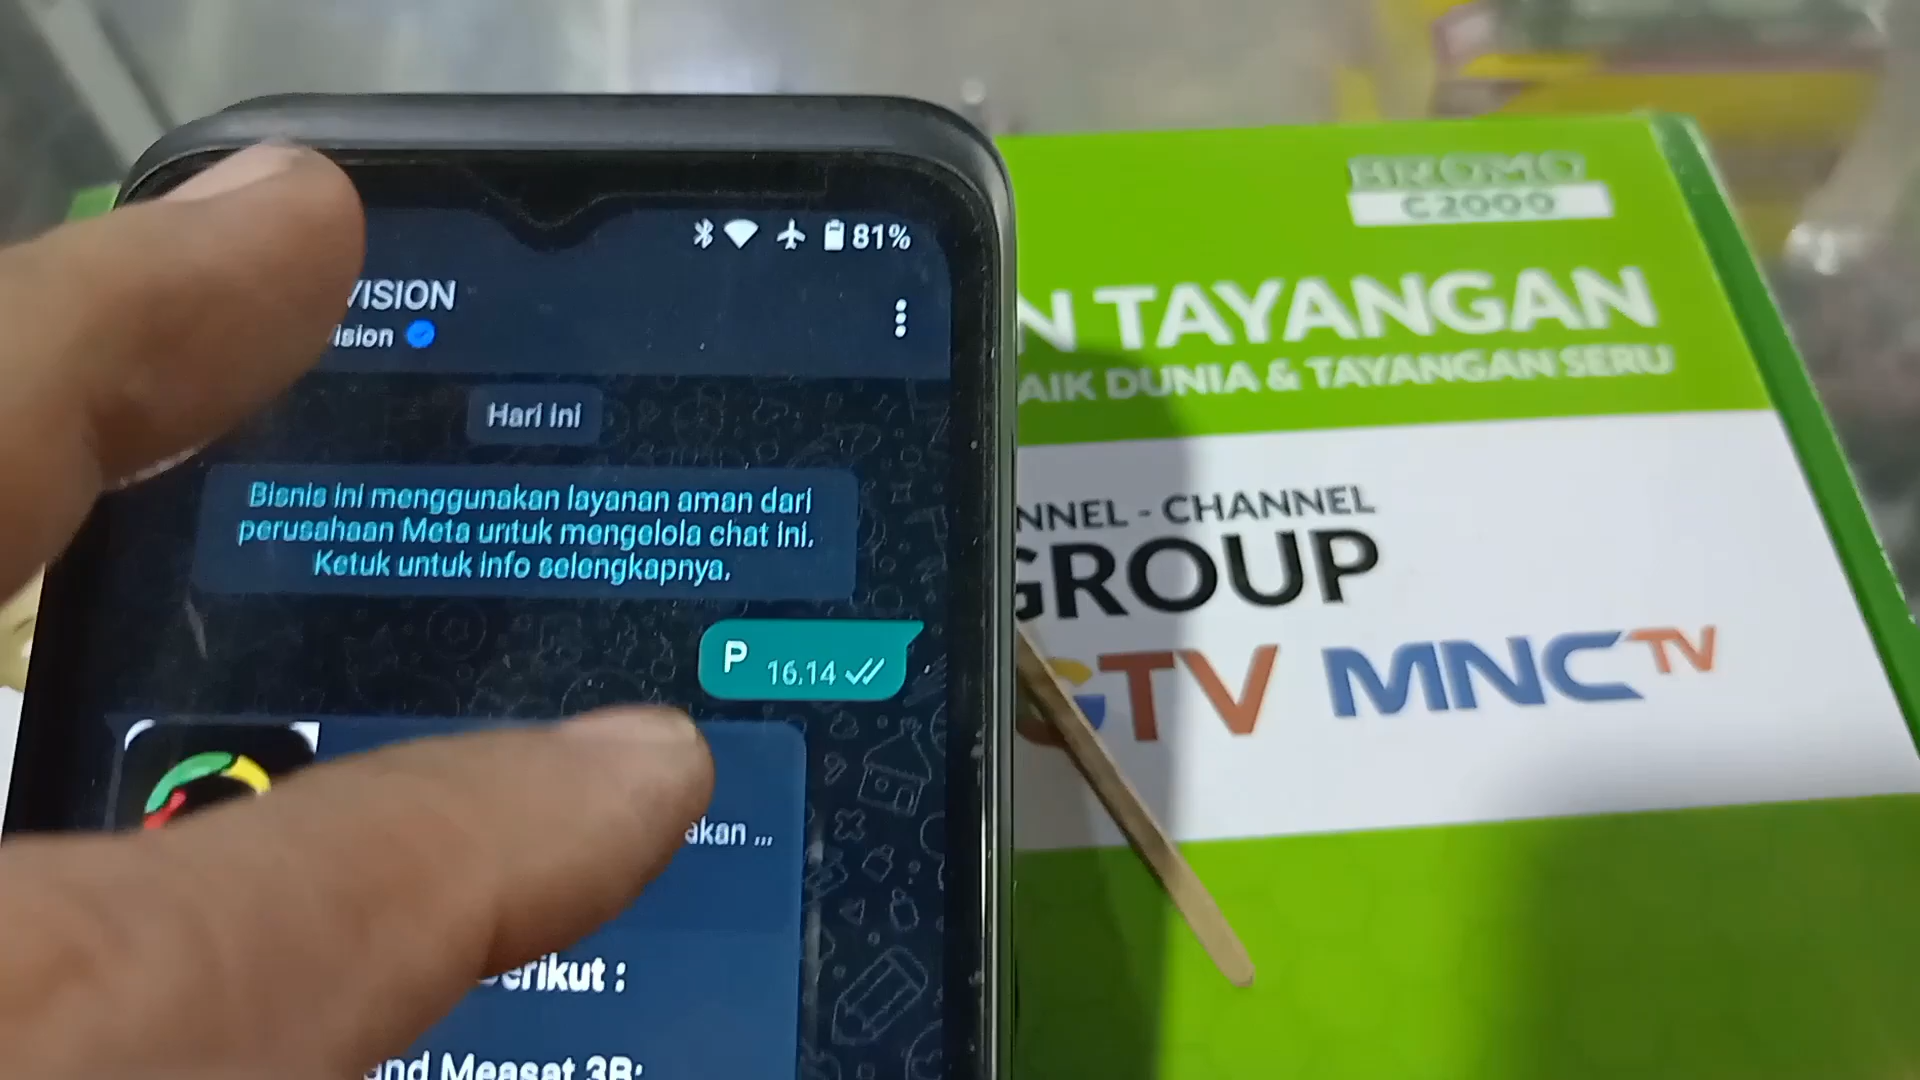 81%
VISION
ision
Hari ini
Bisnis ini menggunakan layanan aman dari
perusahaan Meta untuk mengelola chat ini.
Ketuk untuk info selengkapnya.
P 16.14
akan ...
erikut :
and Measat 3B:
BROMO
C2000
N TAYANGAN
AIK DUNIA & TAYANGAN SERU
NNEL - CHANNEL
GROUP
GTV MNCTV